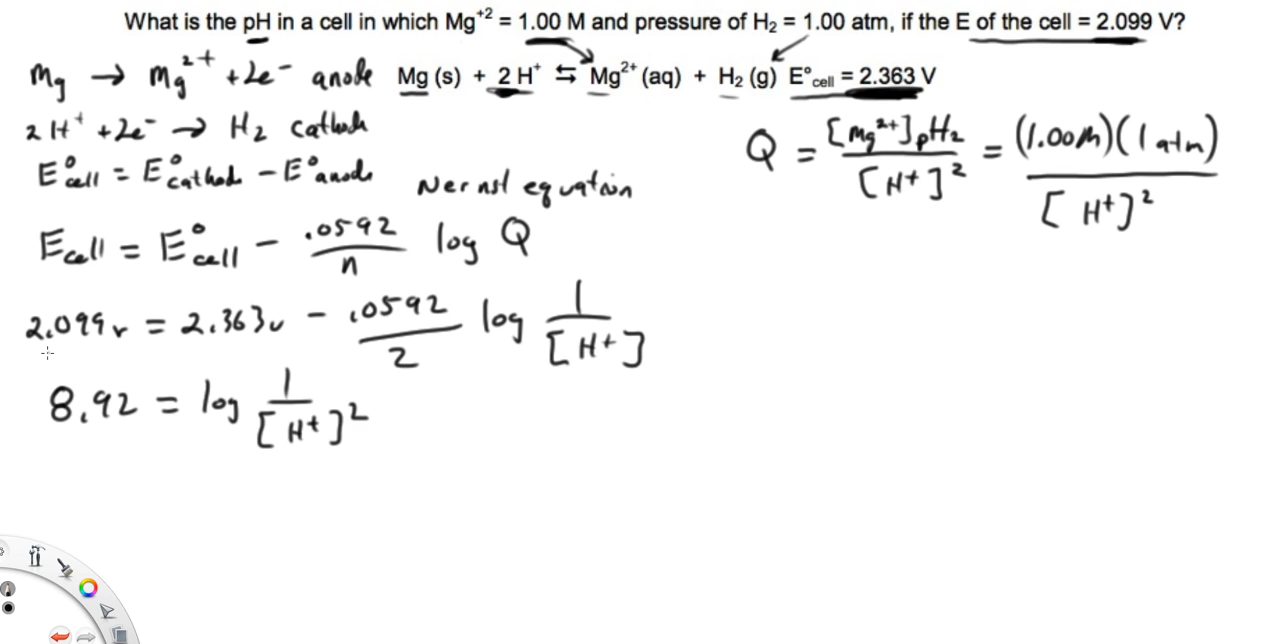 What is the pH in a cell in which Mg⁺² = 1.00 M and pressure of H₂ = 1.00 atm, if the E of the cell = 2.099 V?
Mg → Mg²⁺ + 2e⁻ anode
Mg (s) + 2 H⁺ ⇆ Mg²⁺ (aq) + H₂ (g) E°cell = 2.363 V
2H⁺ + 2e⁻ → H₂ cathode
E°cell = E°cathode - E°anode
Nernst equation
Q = [Mg²⁺]pH₂ / [H⁺]² = (1.00M)(1 atm) / [H⁺]²
Ecell = E°cell - .0592/n log Q
2.099v = 2.363v - .0592/2 log 1/[H⁺]
8.92 = log 1/[H⁺]²